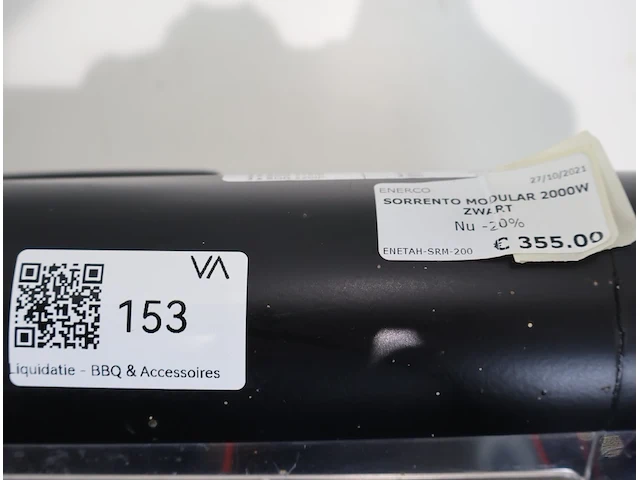 27/10/2021
ENERCO
SORRENTO MODULAR 2000W
ZWART
Nu -20%
ENETAH-SRM-200
€ 355.00
VA
153
Liquidatie - BBQ & Accessoires